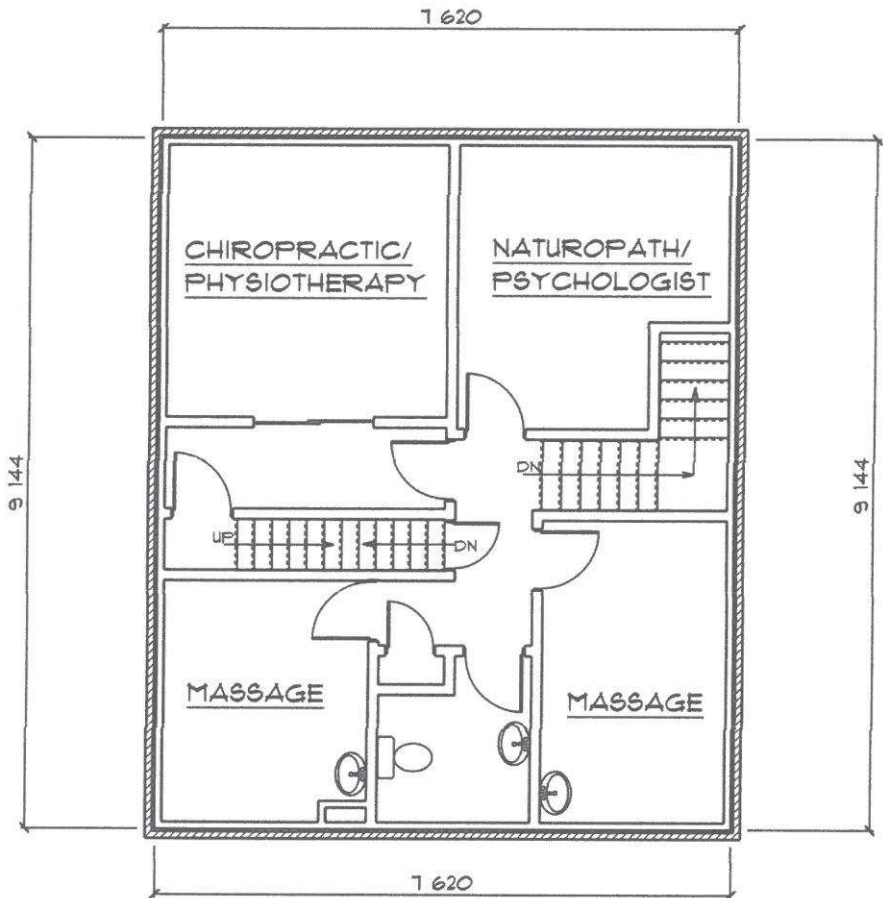 7 620
CHIROPRACTIC/
PHYSIOTHERAPY
NATUROPATH/
PSYCHOLOGIST
9 144
9 144
DN
UP
DN
MASSAGE
MASSAGE
7 620